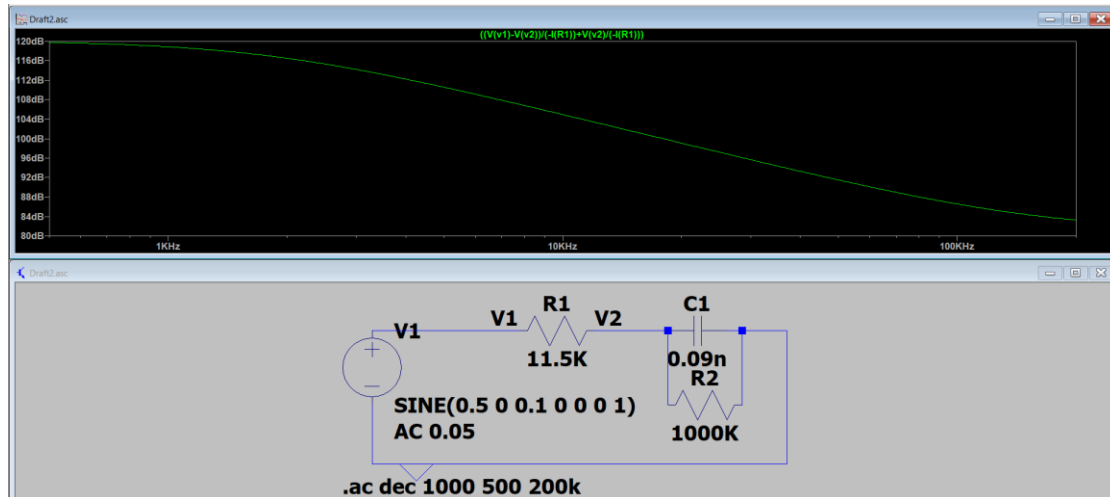 Draft2.asc
((V(v1)-V(v2))/(-I(R1))+V(v2)/(-I(R1)))
120dB
116dB
112dB
108dB
104dB
100dB
96dB
92dB
88dB
84dB
80dB
1KHz 10KHz 100KHz
Draft2.asc
R1 C1
V1 V1 V2
11.5K 0.09n
R2
SINE(0.5 0 0.1 0 0 0 1)
AC 0.05 1000K
.ac dec 1000 500 200k